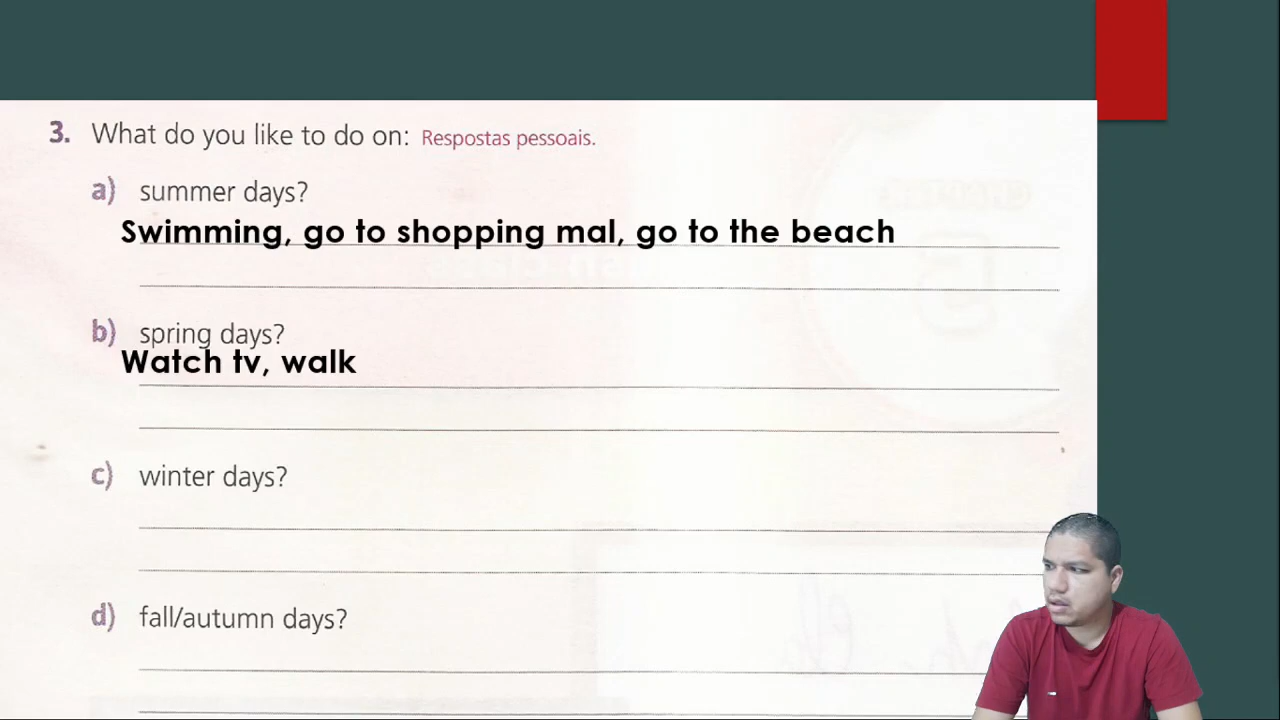 3. What do you like to do on: Respostas pessoais.
a) summer days?
Swimming, go to shopping mal, go to the beach
b) spring days?
Watch tv, walk
c) winter days?
d) fall/autumn days?